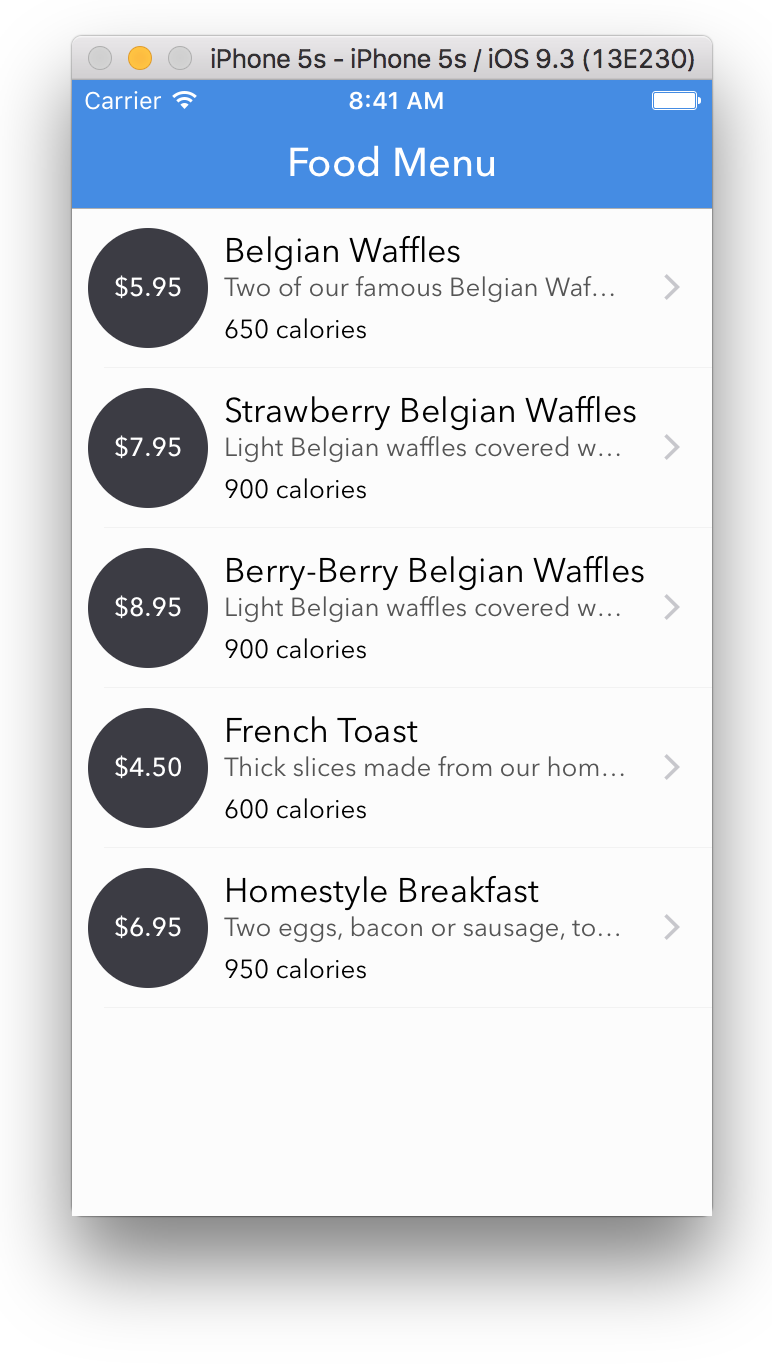 iPhone 5s - iPhone 5s / iOS 9.3 (13E230)
Carrier 8:41 AM
Food Menu
Belgian Waffles
$5.95
Two of our famous Belgian Waf…
650 calories
Strawberry Belgian Waffles
$7.95
Light Belgian waffles covered w…
900 calories
Berry-Berry Belgian Waffles
$8.95
Light Belgian waffles covered w…
900 calories
French Toast
$4.50
Thick slices made from our hom…
600 calories
Homestyle Breakfast
$6.95
Two eggs, bacon or sausage, to…
950 calories